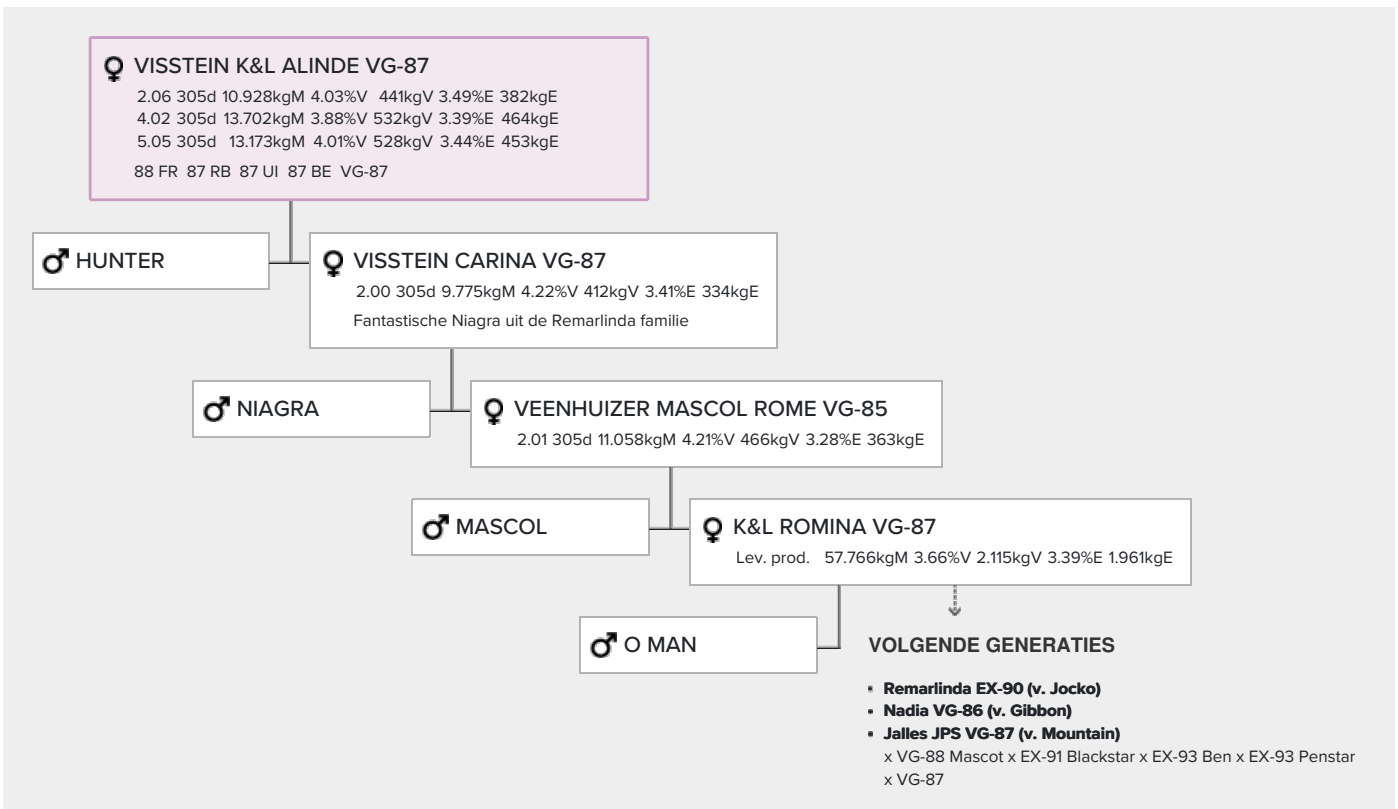 VISSTEIN K&L ALINDE VG-87
2.06 305d 10.928kgM 4.03%V 441kgV 3.49%E 382kgE
4.02 305d 13.702kgM 3.88%V 532kgV 3.39%E 464kgE
5.05 305d 13.173kgM 4.01%V 528kgV 3.44%E 453kgE
88 FR 87 RB 87 UI 87 BE VG-87
HUNTER
VISSTEIN CARINA VG-87
2.00 305d 9.775kgM 4.22%V 412kgV 3.41%E 334kgE
Fantastische Niagra uit de Remarlinda familie
NIAGRA
VEENHUIZER MASCOL ROME VG-85
2.01 305d 11.058kgM 4.21%V 466kgV 3.28%E 363kgE
MASCOL
K&L ROMINA VG-87
Lev. prod. 57.766kgM 3.66%V 2.115kgV 3.39%E 1.961kgE
O MAN
VOLGENDE GENERATIES
Remarlinda EX-90 (v. Jocko)
Nadia VG-86 (v. Gibbon)
Jalles JPS VG-87 (v. Mountain)
x VG-88 Mascot x EX-91 Blackstar x EX-93 Ben x EX-93 Penstar
x VG-87